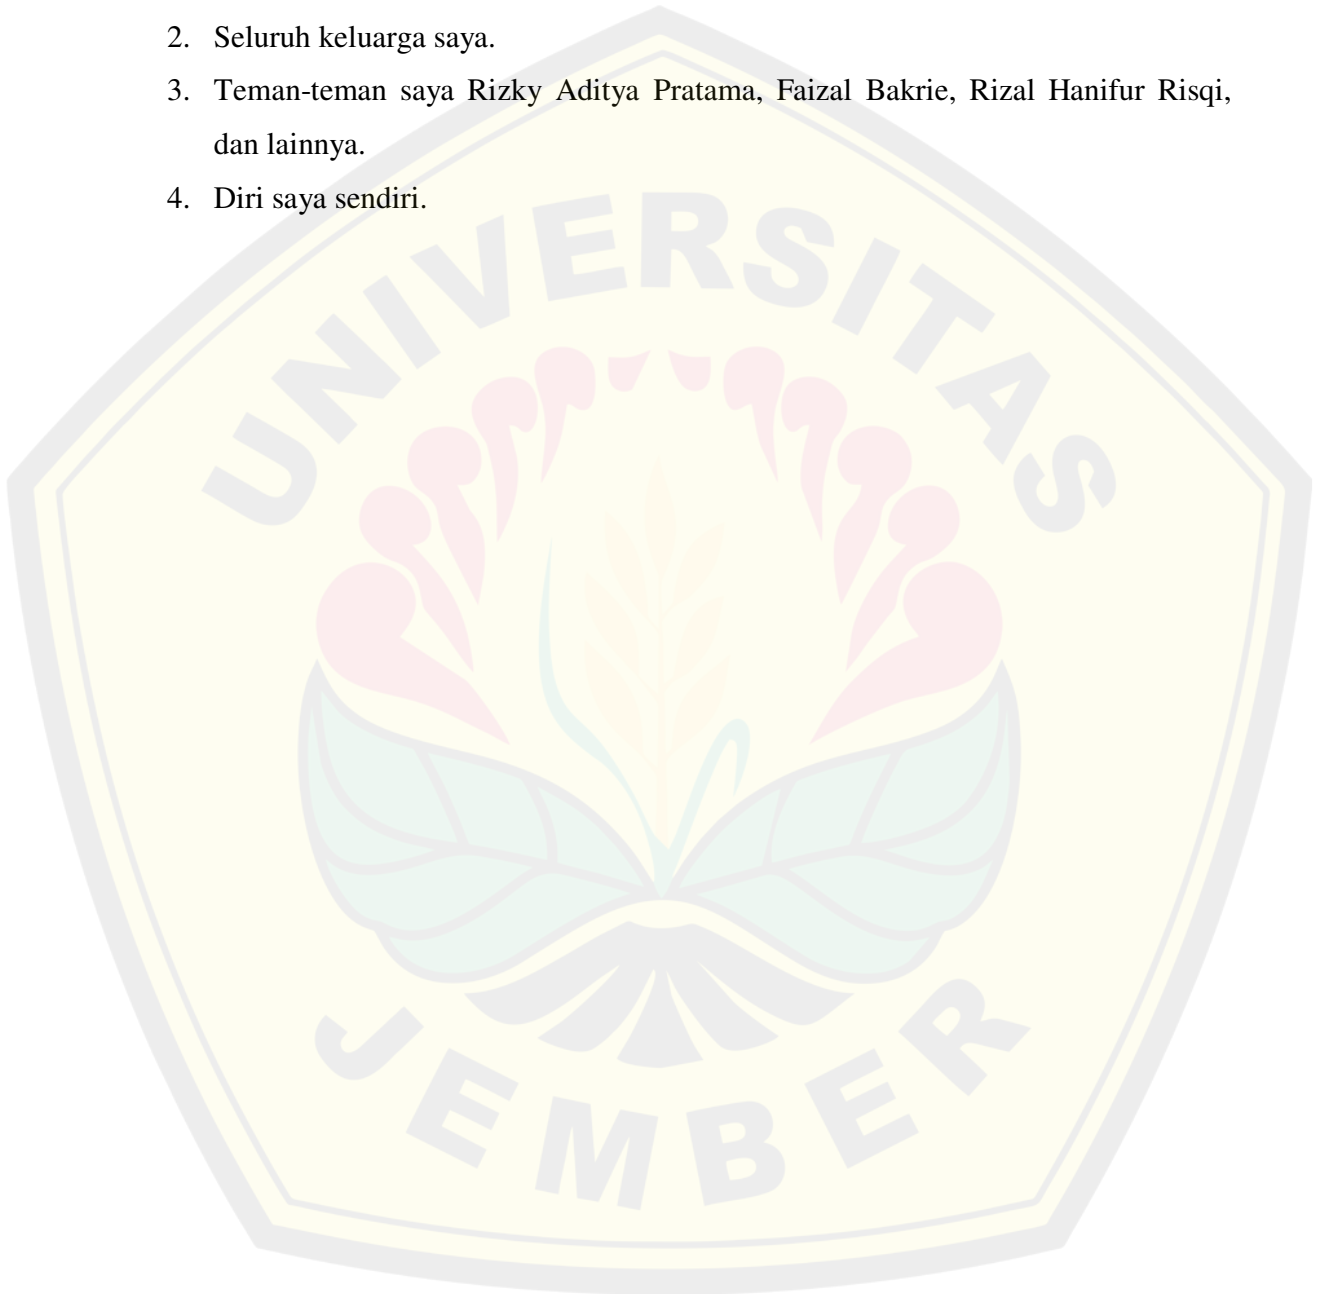 2. Seluruh keluarga saya.
3. Teman-teman saya Rizky Aditya Pratama, Faizal Bakrie, Rizal Hanifur Risqi,
dan lainnya.
4. Diri saya sendiri.
UNIVERSITAS
JEMBER